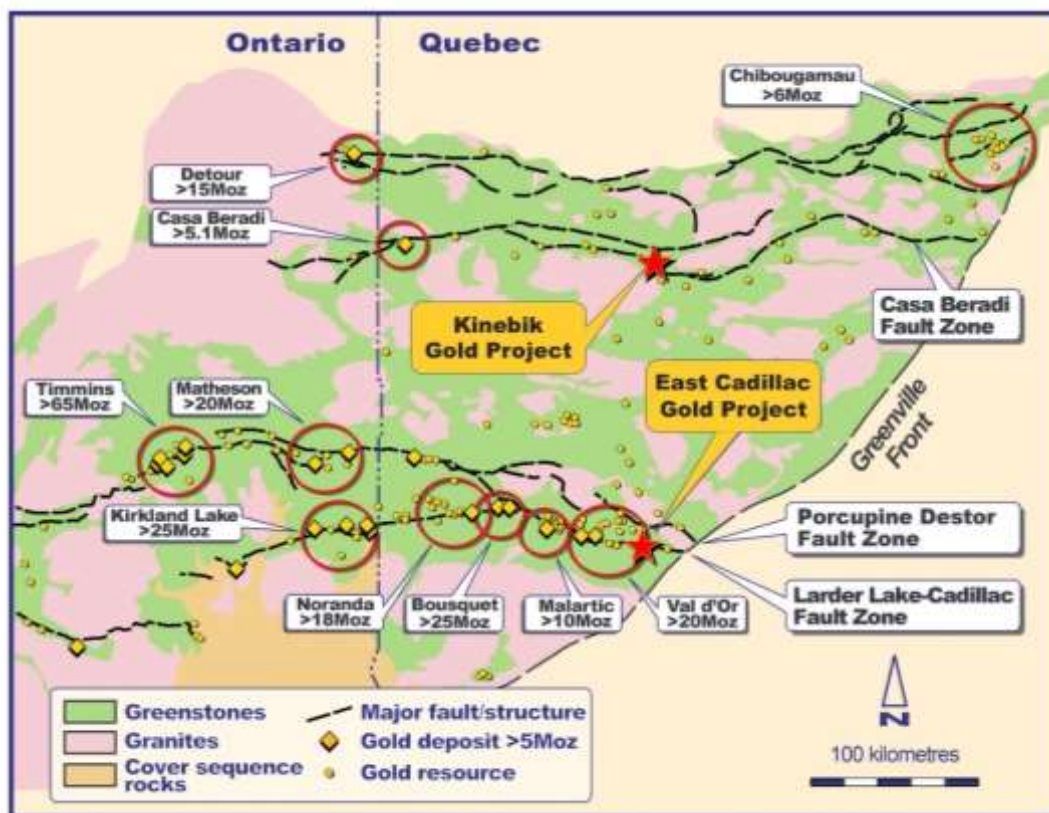 Ontario
Quebec
Chibougamau
>6Moz
Detour
>15Moz
Casa Beradi
>5.1Moz
Casa Beradi
Fault Zone
Kinebik
Gold Project
East Cadillac
Gold Project
Timmins
>65Moz
Matheson
>20Moz
Greenville
Front
Kirkland Lake
>25Moz
Porcupine Destor
Fault Zone
Larder Lake-Cadillac
Fault Zone
Noranda
>18Moz
Bousquet
>25Moz
Malartic
>10Moz
Val d'Or
>20Moz
Greenstones
Granites
Cover sequence
rocks
Major fault/structure
Gold deposit >5Moz
Gold resource
N
100 kilometres